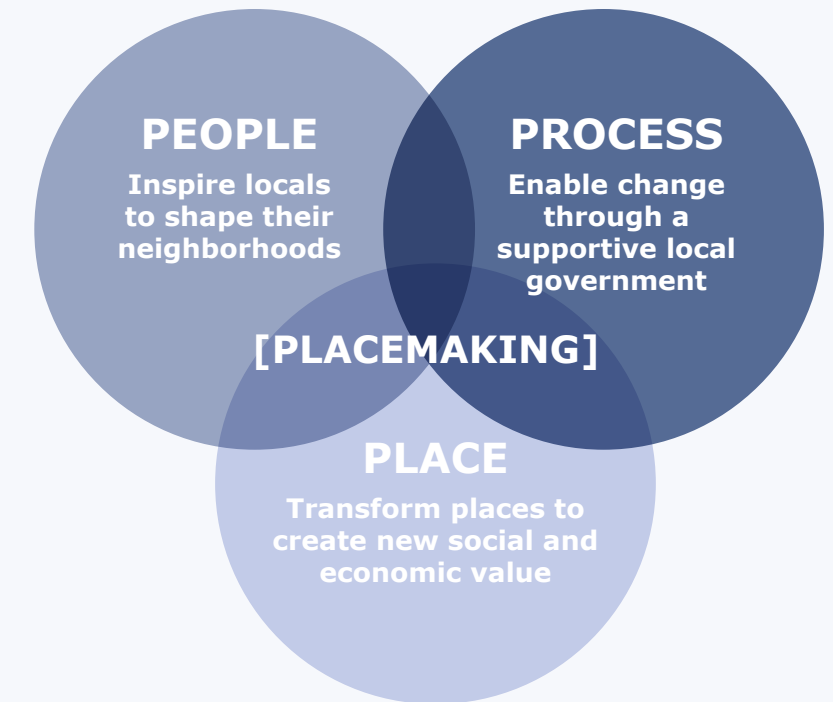 PEOPLE
Inspire locals
to shape their
neighborhoods
PROCESS
Enable change
through a
supportive local
government
[PLACEMAKING]
PLACE
Transform places to
create new social and
economic value